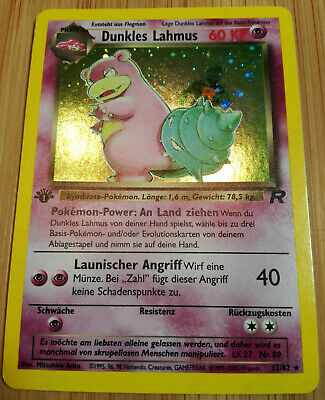 PHASE 1
Entsteht aus Flegmon
Lege Dunkles Lahmus auf das Basis-Pokémon
Dunkles Lahmus 60 KP
Symbiose-Pokémon. Länge: 1,6 m, Gewicht: 78,5 kg.
R
Pokémon-Power: An Land ziehen Wenn du
Dunkles Lahmus von deiner Hand spielst, wähle bis zu drei
Basis-Pokémon- und/oder Evolutionskarten von deinem
Ablagestapel und nimm sie auf deine Hand.
Launischer Angriff Wirf eine
Münze. Bei „Zahl" fügt dieser Angriff
keine Schadenspunkte zu.
40
Schwäche Resistenz Rückzugskosten
Es möchte am liebsten alleine gelassen werden, und daher wird es
manchmal von skrupellosen Menschen manipuliert. LV. 27 Nr. 80
Illus. Mitsuhiro Arita
©1995, 96, 98 Nintendo, Creatures, GAMEFREAK. ©1999-2000 Wizards.
12/82 ★